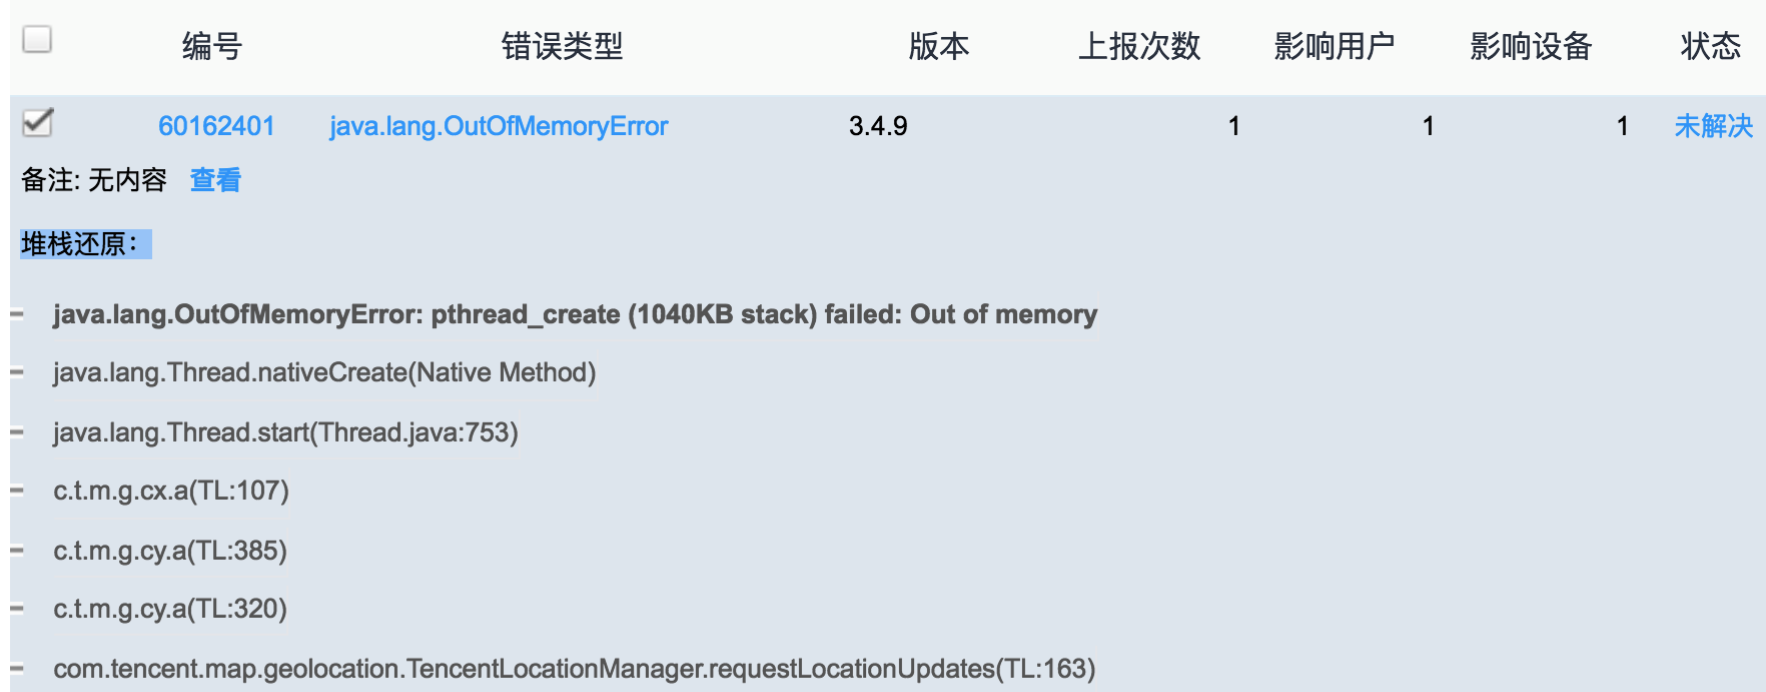 编号 错误类型 版本 上报次数 影响用户 影响设备 状态
60162401 java.lang.OutOfMemoryError 3.4.9 1 1 1 未解决
备注: 无内容 查看
堆栈还原：
java.lang.OutOfMemoryError: pthread_create (1040KB stack) failed: Out of memory
java.lang.Thread.nativeCreate(Native Method)
java.lang.Thread.start(Thread.java:753)
c.t.m.g.cx.a(TL:107)
c.t.m.g.cy.a(TL:385)
c.t.m.g.cy.a(TL:320)
com.tencent.map.geolocation.TencentLocationManager.requestLocationUpdates(TL:163)